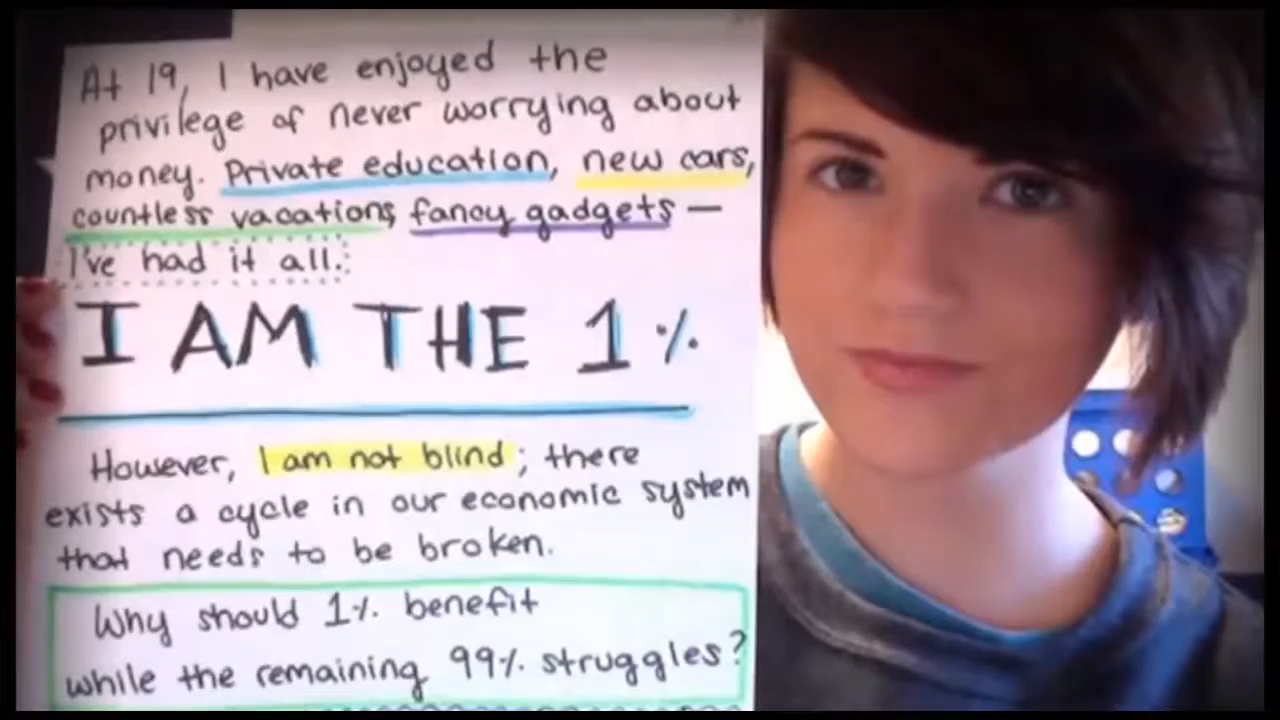 At 19, I have enjoyed the
privilege of never worrying about
money. Private education, new cars,
countless vacations, fancy gadgets —
I've had it all.
I AM THE 1%
However, I am not blind; there
exists a cycle in our economic system
that needs to be broken.
Why should 1% benefit
while the remaining 99% struggles?